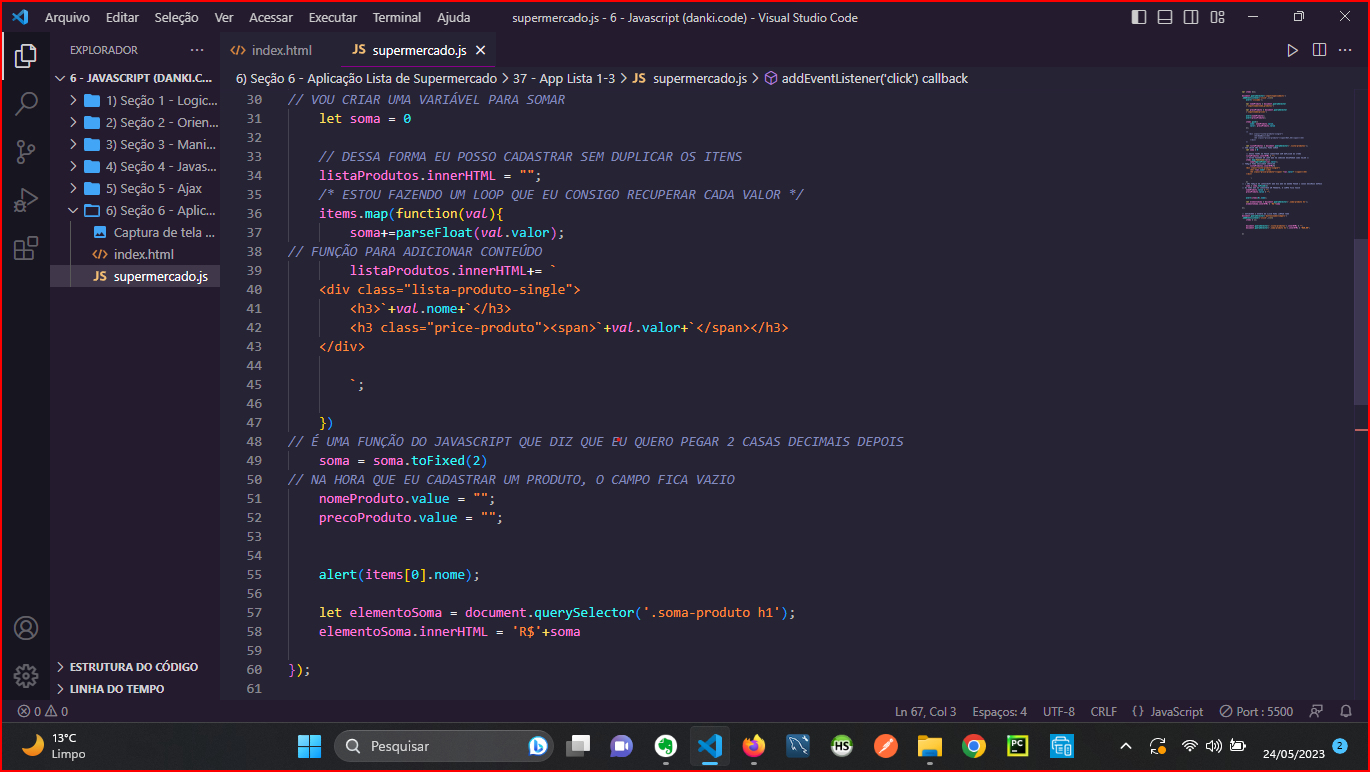 Arquivo Editar Seleção Ver Acessar Executar Terminal Ajuda supermercado.js - 6 - Javascript (danki.code) - Visual Studio Code
EXPLORADOR ···
index.html JS supermercado.js
6 - JAVASCRIPT (DANKI.C...
1) Seção 1 - Logic...
2) Seção 2 - Orien...
3) Seção 3 - Mani...
4) Seção 4 - Javas...
5) Seção 5 - Ajax
6) Seção 6 - Aplic...
Captura de tela ...
index.html
JS supermercado.js
ESTRUTURA DO CÓDIGO
LINHA DO TEMPO
6) Seção 6 - Aplicação Lista de Supermercado > 37 - App Lista 1-3 > JS supermercado.js > addEventListener('click') callback
30 // VOU CRIAR UMA VARIÁVEL PARA SOMAR
31 let soma = 0
32
33 // DESSA FORMA EU POSSO CADASTRAR SEM DUPLICAR OS ITENS
34 listaProdutos.innerHTML = "";
35 /* ESTOU FAZENDO UM LOOP QUE EU CONSIGO RECUPERAR CADA VALOR */
36 items.map(function(val){
37 soma+=parseFloat(val.valor);
38 // FUNÇÃO PARA ADICIONAR CONTEÚDO
39 listaProdutos.innerHTML+= `
40 <div class="lista-produto-single">
41 <h3>`+val.nome+`</h3>
42 <h3 class="price-produto"><span>`+val.valor+`</span></h3>
43 </div>
44
45 `;
46
47 })
48 // É UMA FUNÇÃO DO JAVASCRIPT QUE DIZ QUE EU QUERO PEGAR 2 CASAS DECIMAIS DEPOIS
49 soma = soma.toFixed(2)
50 // NA HORA QUE EU CADASTRAR UM PRODUTO, O CAMPO FICA VAZIO
51 nomeProduto.value = "";
52 precoProduto.value = "";
53
54
55 alert(items[0].nome);
56
57 let elementoSoma = document.querySelector('.soma-produto h1');
58 elementoSoma.innerHTML = 'R$'+soma
59
60 });
61
0 0 Ln 67, Col 3 Espaços: 4 UTF-8 CRLF {} JavaScript Port : 5500
13°C
Limpo
Pesquisar
HS
PC
24/05/2023 2